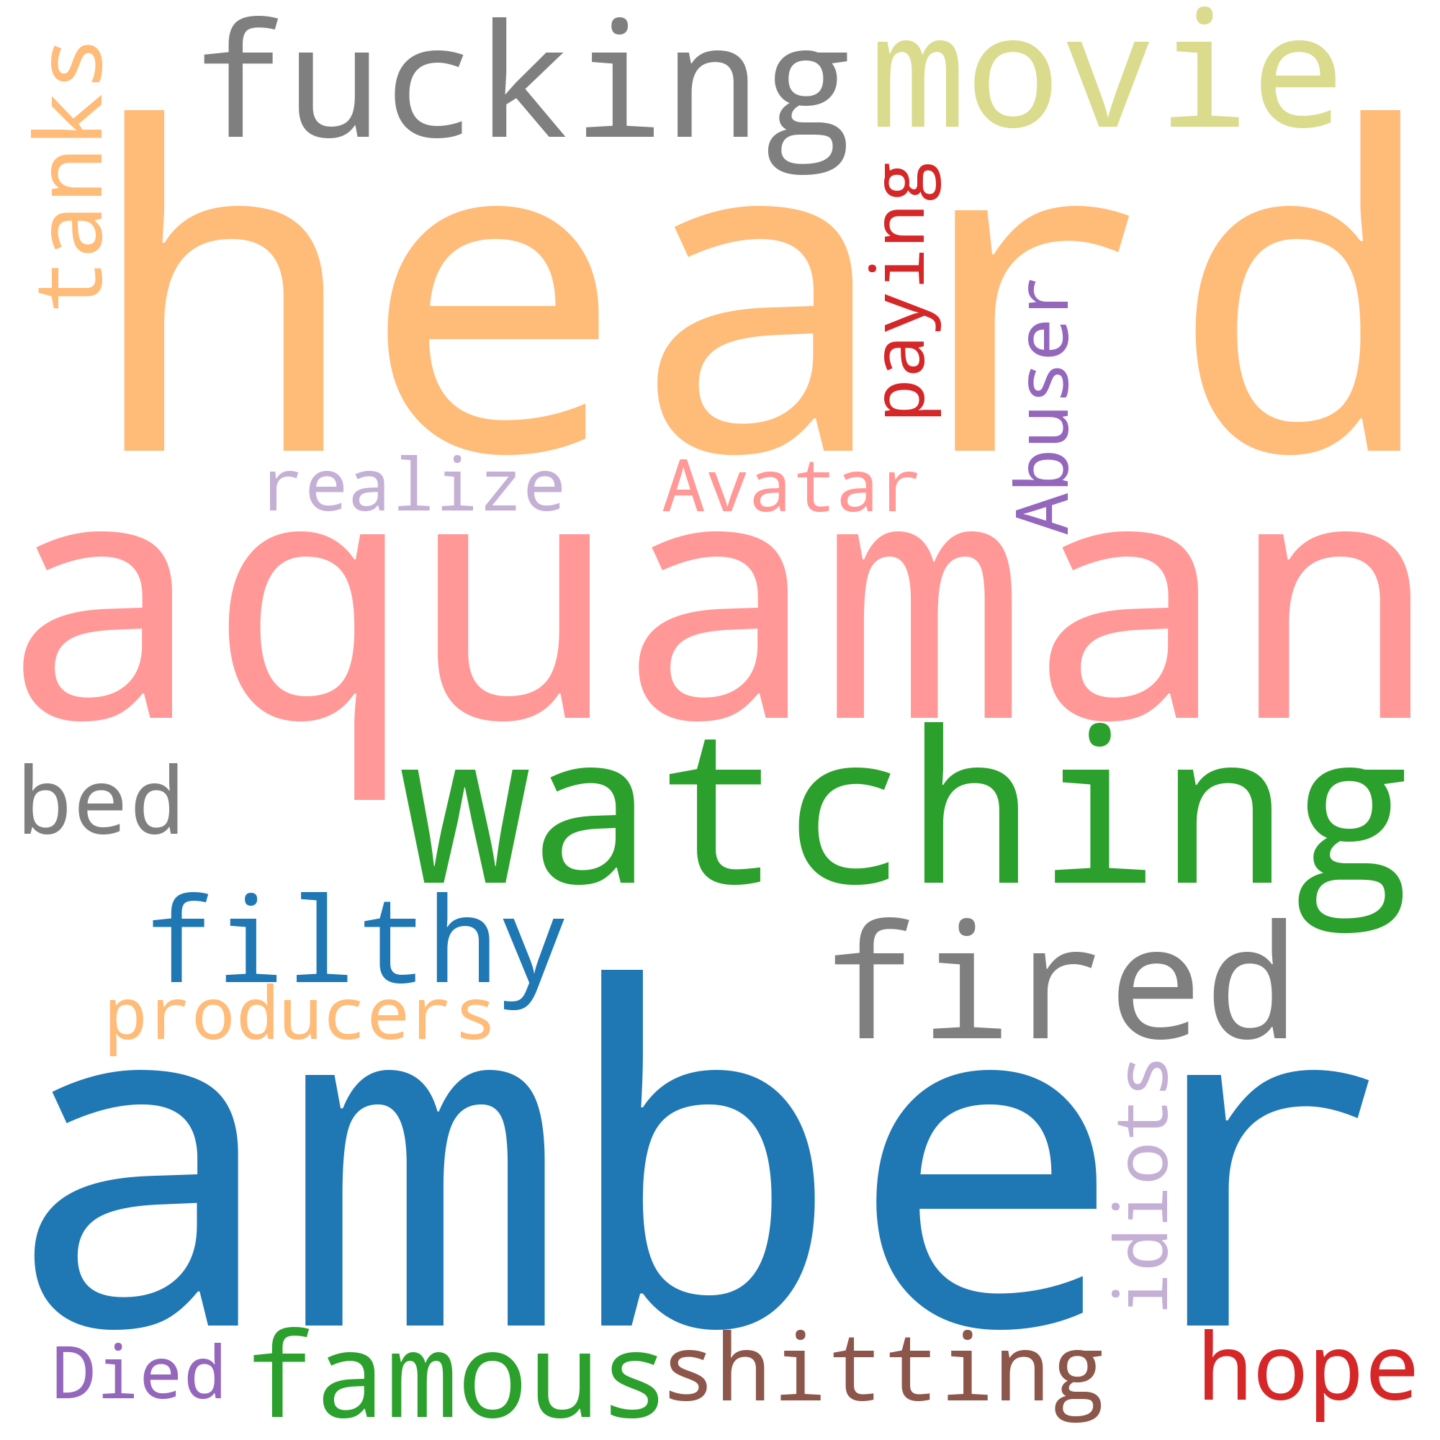 tanks
fucking
movie
heard
paying
Abuser
realize
Avatar
aquaman
bed
watching
filthy
fired
producers
amber
idiots
Died
famous
shitting
hope